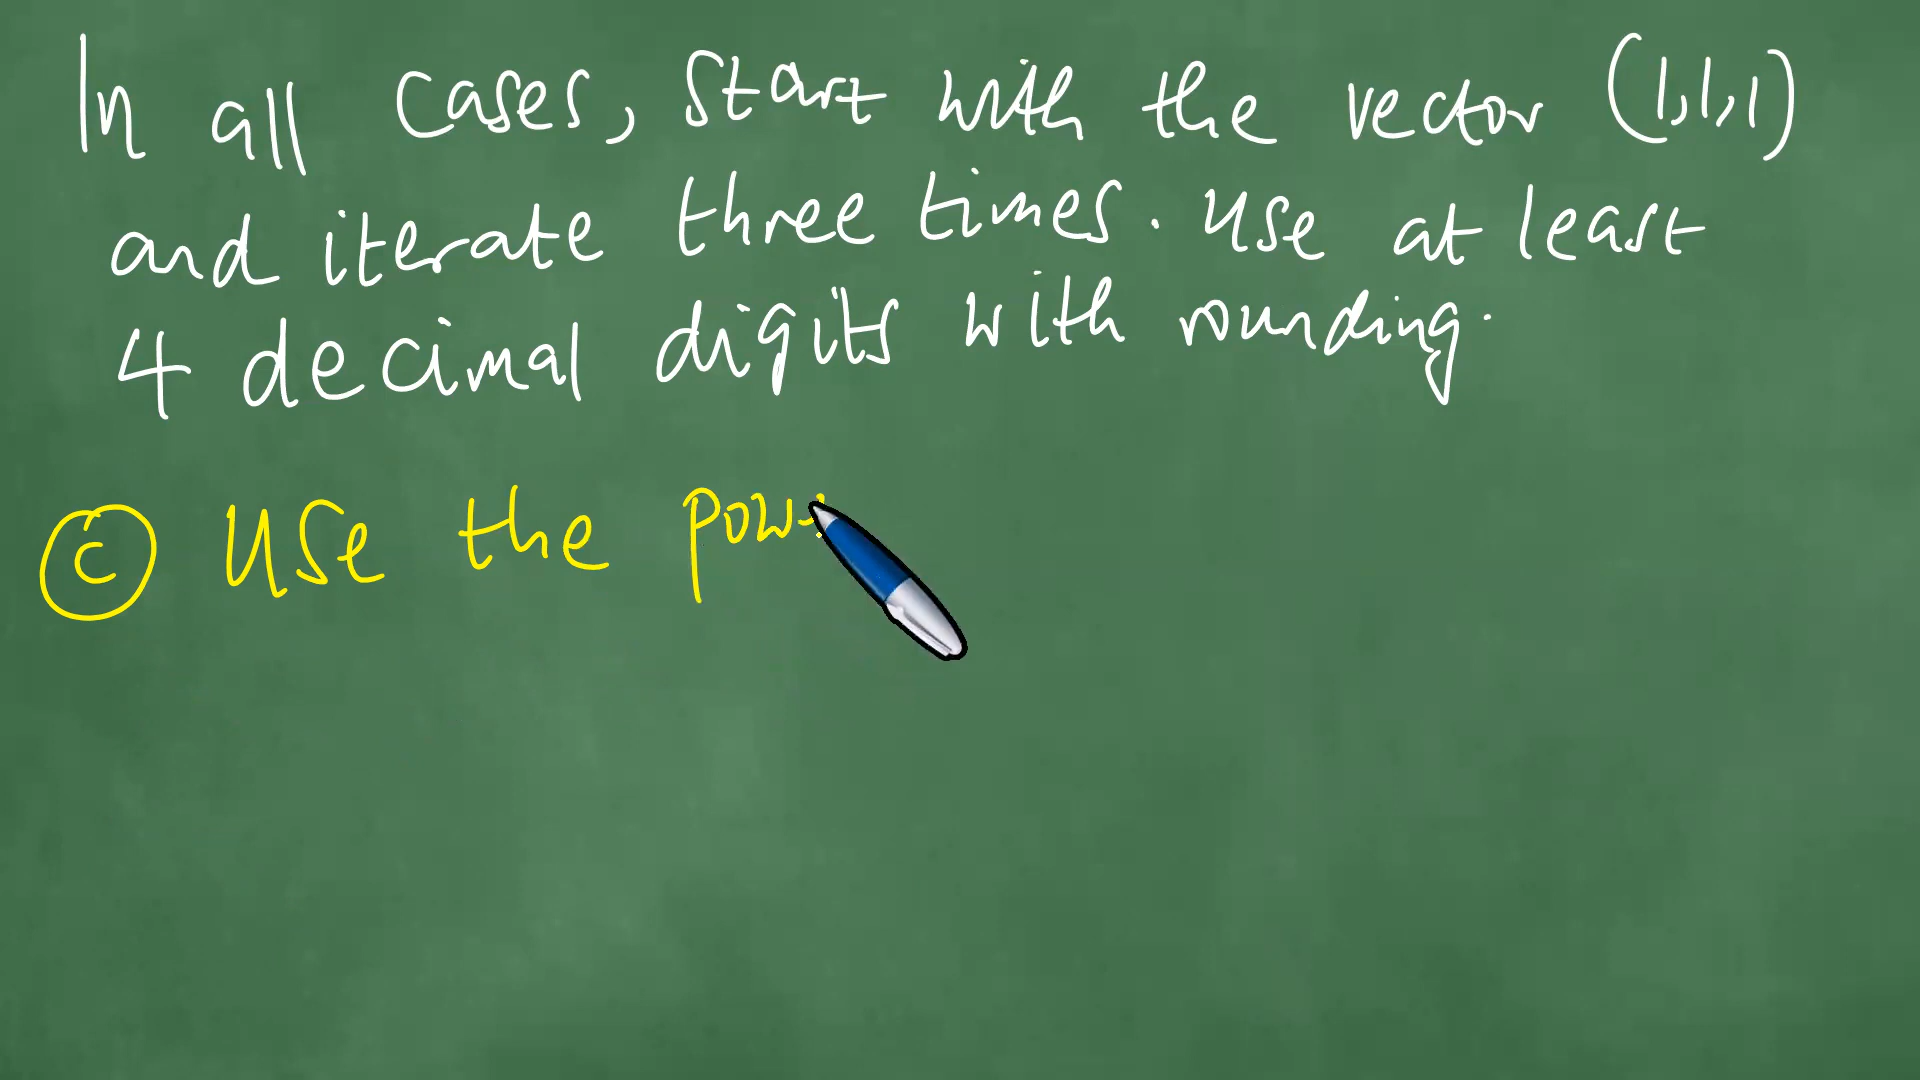 In all cases, start with the vector (1,1,1)
and iterate three times. Use at least
4 decimal digits with rounding.
c Use the pow